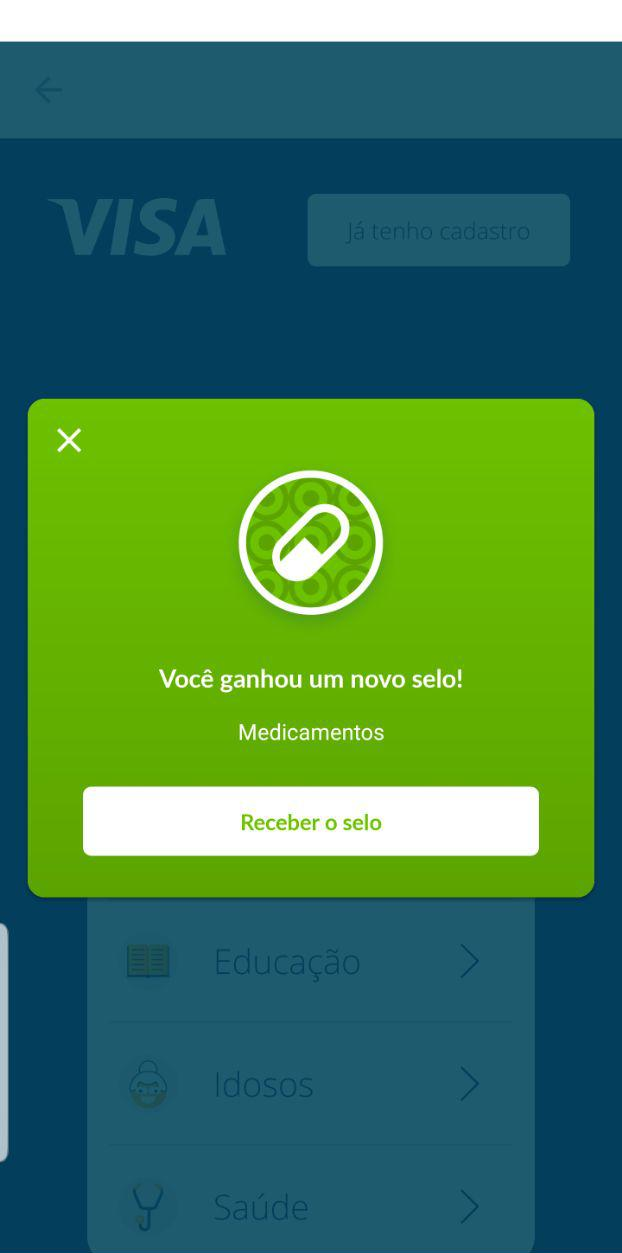 VISA
Já tenho cadastro
Você ganhou um novo selo!
Medicamentos
Receber o selo
Educação
Idosos
Saúde